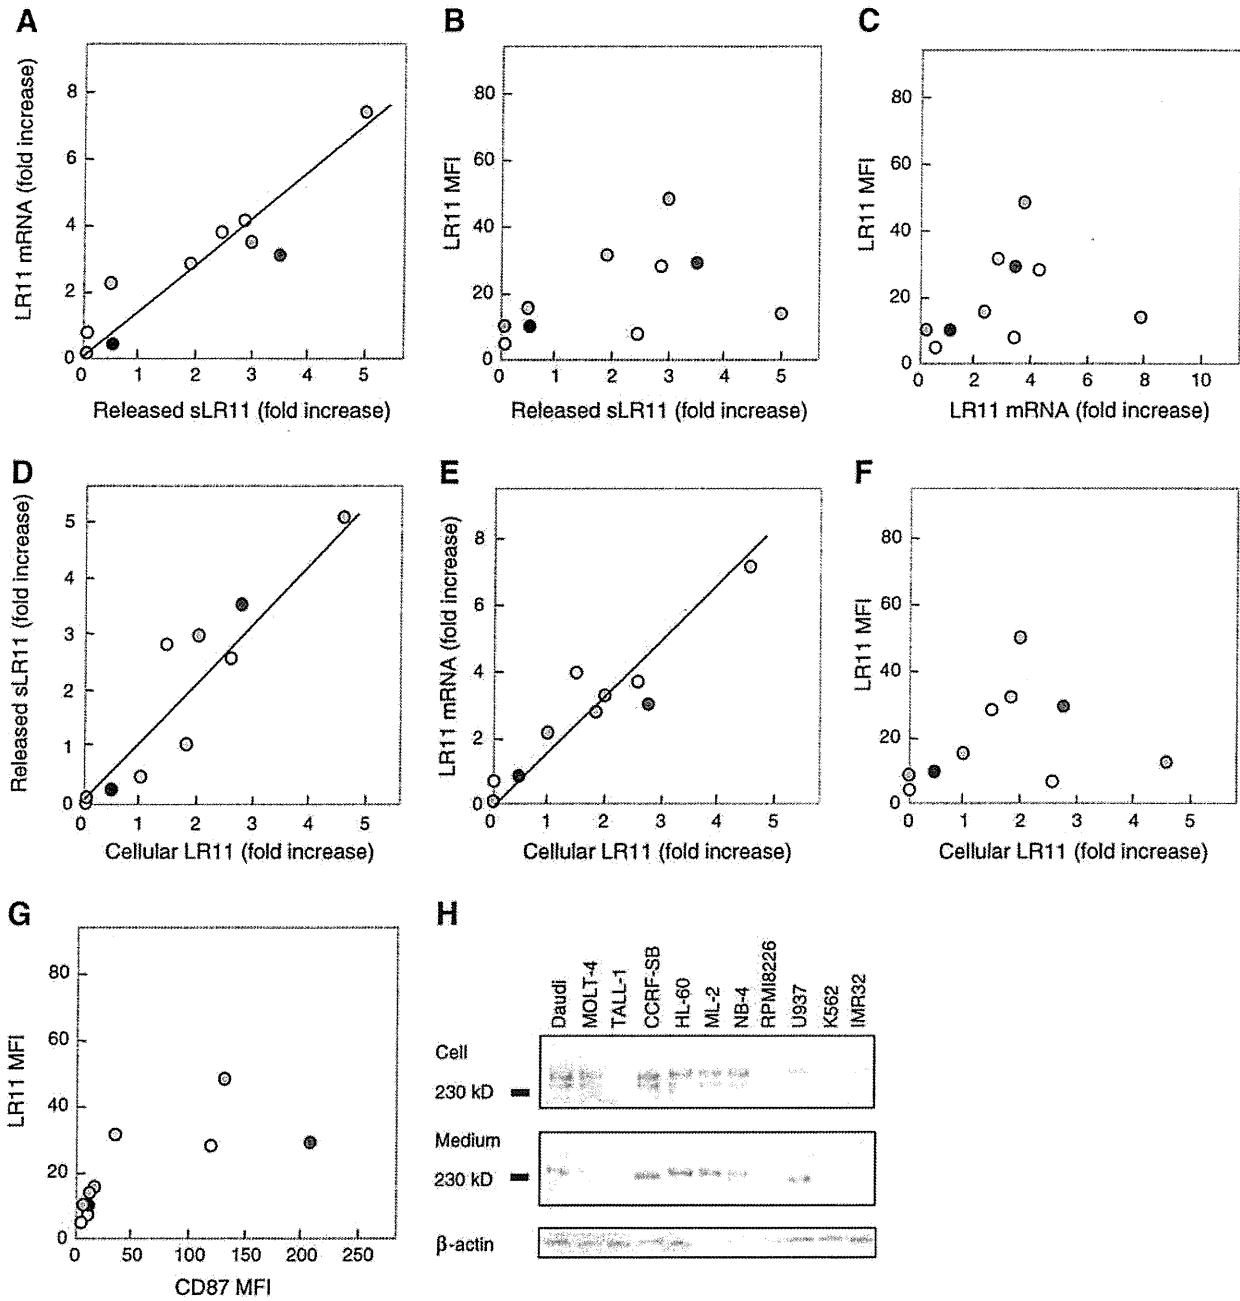 A
LR11 mRNA (fold increase)
8
6
4
2
0
0 1 2 3 4 5
Released sLR11 (fold increase)
B
LR11 MFI
80
60
40
20
0
0 1 2 3 4 5
Released sLR11 (fold increase)
C
LR11 MFI
80
60
40
20
0
0 2 4 6 8 10
LR11 mRNA (fold increase)
D
Released sLR11 (fold increase)
5
4
3
2
1
0
0 1 2 3 4 5
Cellular LR11 (fold increase)
E
LR11 mRNA (fold increase)
8
6
4
2
0
0 1 2 3 4 5
Cellular LR11 (fold increase)
F
LR11 MFI
80
60
40
20
0
0 1 2 3 4 5
Cellular LR11 (fold increase)
G
LR11 MFI
80
60
40
20
0
0 50 100 150 200 250
CD87 MFI
H
Daudi
MOLT-4
TALL-1
CCRF-SB
HL-60
ML-2
NB-4
RPMI8226
U937
K562
IMR32
Cell
230 kD
Medium
230 kD
β-actin